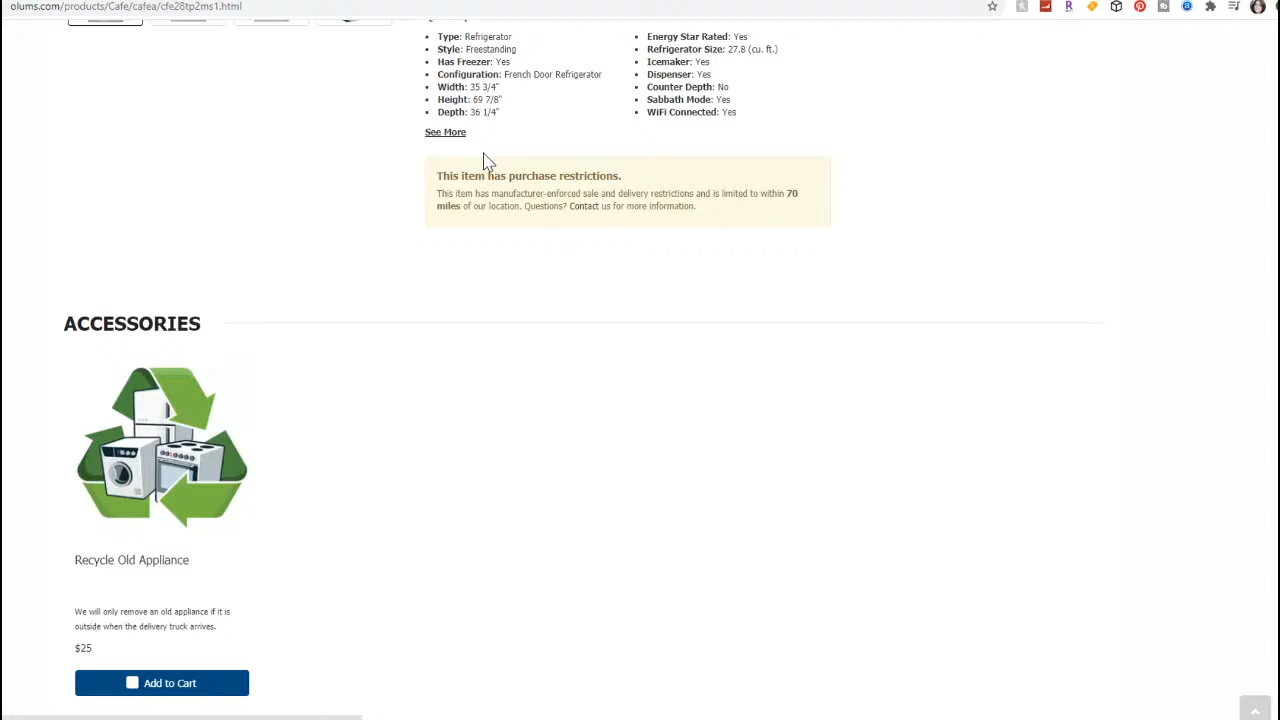 olums.com/products/Cafe/cafea/cfe28tp2ms1.html
Type: Refrigerator
Style: Freestanding
Has Freezer: Yes
Configuration: French Door Refrigerator
Width: 35 3/4"
Height: 69 7/8"
Depth: 36 1/4"
Energy Star Rated: Yes
Refrigerator Size: 27.8 (cu. ft.)
Icemaker: Yes
Dispenser: Yes
Counter Depth: No
Sabbath Mode: Yes
WiFi Connected: Yes
See More
This item has purchase restrictions.
This item has manufacturer-enforced sale and delivery restrictions and is limited to within 70
miles of our location. Questions? Contact us for more information.
ACCESSORIES
Recycle Old Appliance
We will only remove an old appliance if it is
outside when the delivery truck arrives.
$25
Add to Cart